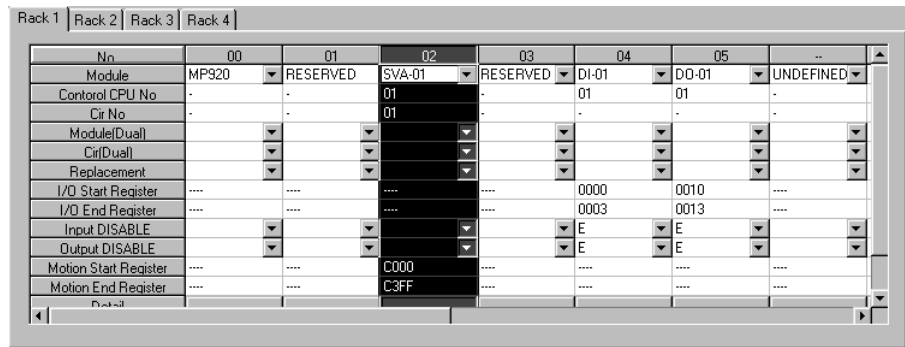 Rack 1 Rack 2 Rack 3 Rack 4
No 00 01 02 03 04 05 --
Module MP920 RESERVED SVA-01 RESERVED DI-01 DO-01 UNDEFINED
Contorol CPU No - - 01 - 01 01 -
Cir No - - 01 - - - -
Module(Dual)
Cir(Dual)
Replacement
I/O Start Register ---- ---- ---- ---- 0000 0010 ----
I/O End Register ---- ---- ---- ---- 0003 0013 ----
Input DISABLE E E
Output DISABLE E E
Motion Start Register ---- ---- C000 ---- ---- ---- ----
Motion End Register ---- ---- C3FF ---- ---- ---- ----
Detail